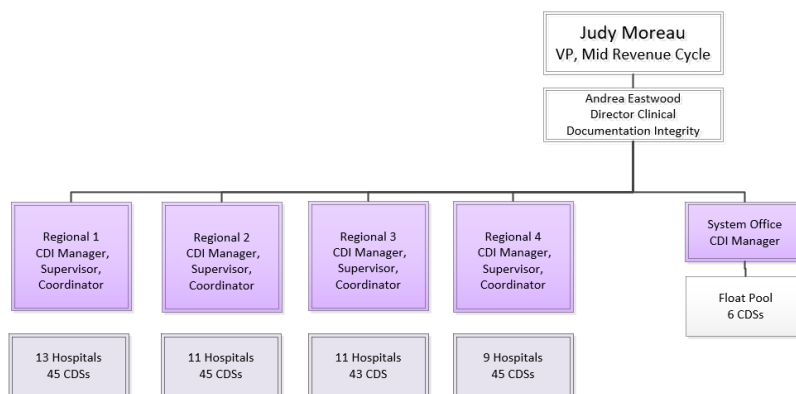 Judy Moreau
VP, Mid Revenue Cycle
Andrea Eastwood
Director Clinical
Documentation Integrity
Regional 1
CDI Manager,
Supervisor,
Coordinator
Regional 2
CDI Manager,
Supervisor,
Coordinator
Regional 3
CDI Manager,
Supervisor,
Coordinator
Regional 4
CDI Manager,
Supervisor,
Coordinator
System Office
CDI Manager
Float Pool
6 CDSs
13 Hospitals
45 CDSs
11 Hospitals
45 CDSs
11 Hospitals
43 CDS
9 Hospitals
45 CDSs